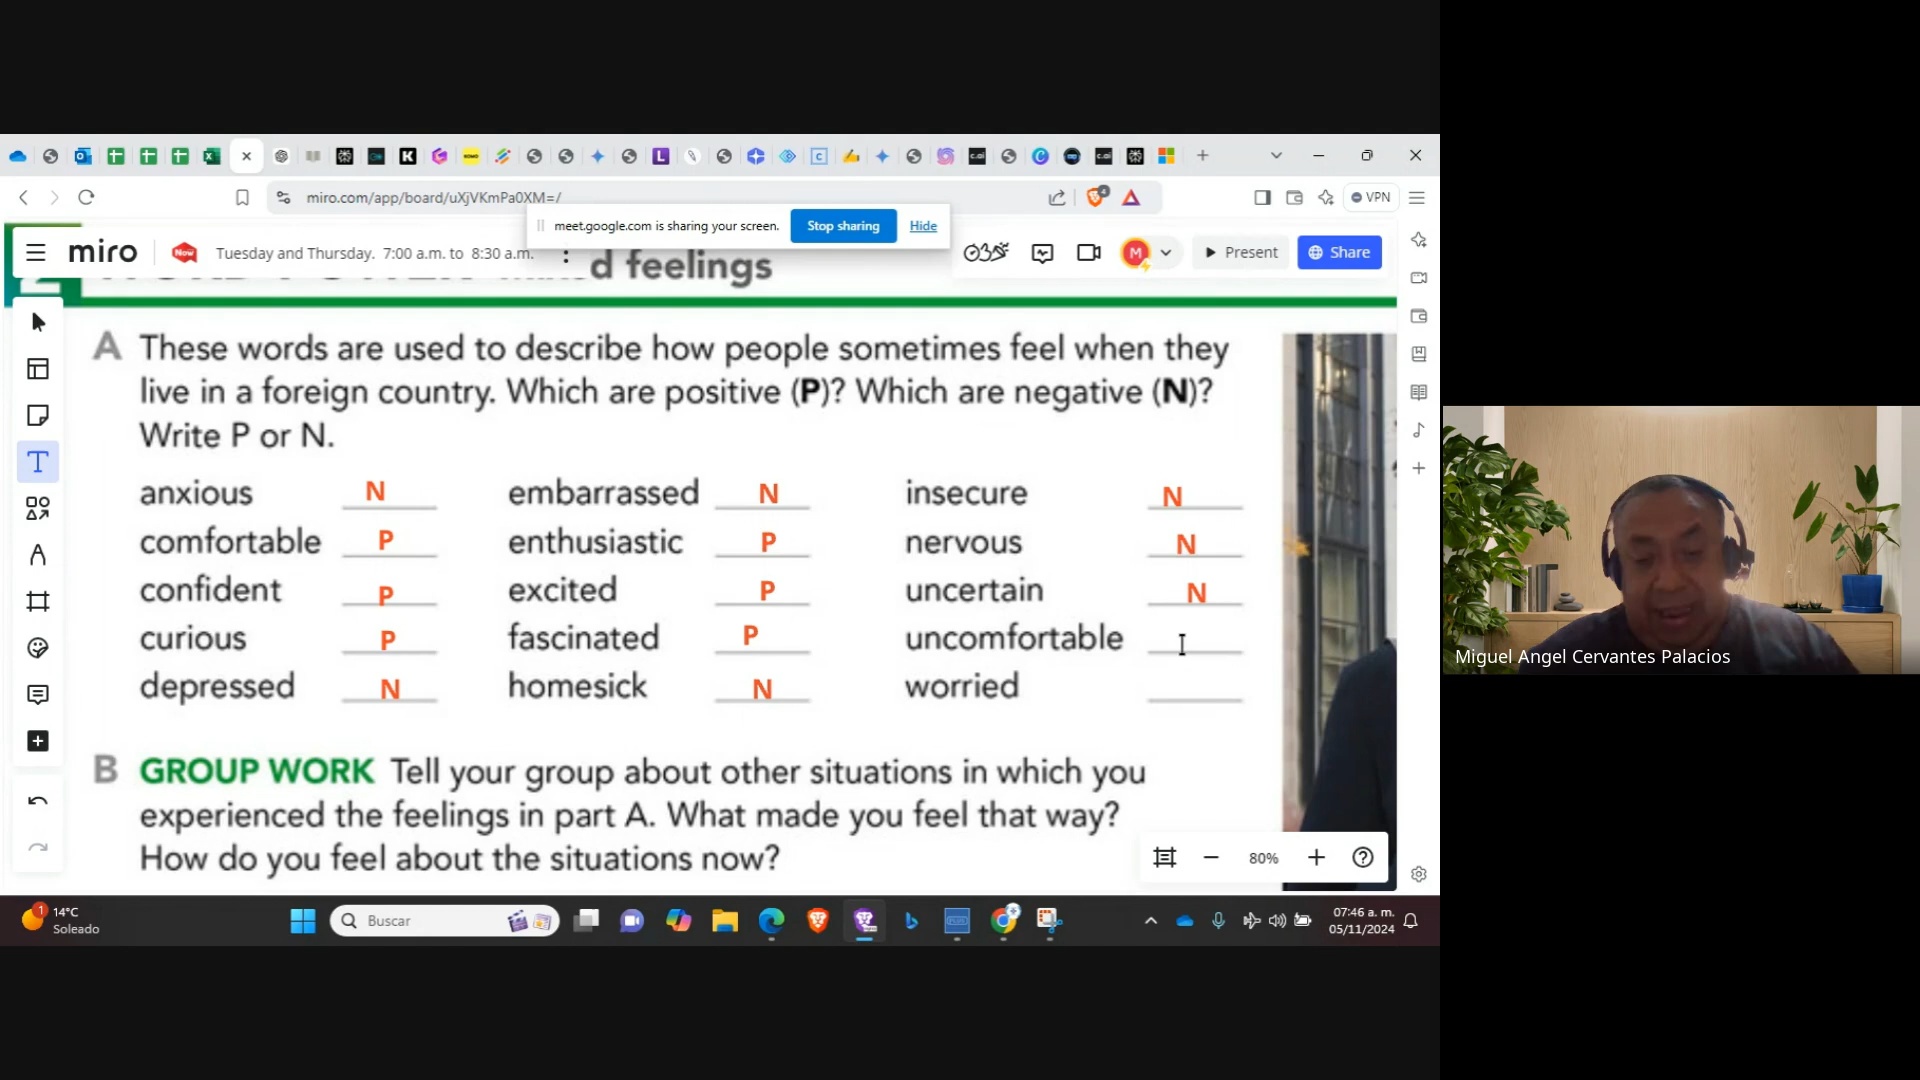 miro.com/app/board/uXjVKmPa0XM=/
VPN
meet.google.com is sharing your screen.
Stop sharing
Hide
miro
Now
Tuesday and Thursday. 7:00 a.m. to 8:30 a.m.
M
Present
Share
d feelings
A These words are used to describe how people sometimes feel when they
live in a foreign country. Which are positive (P)? Which are negative (N)?
Write P or N.
anxious N embarrassed N insecure N
comfortable P enthusiastic P nervous N
confident P excited P uncertain N
curious P fascinated P uncomfortable
depressed N homesick N worried
B GROUP WORK Tell your group about other situations in which you
experienced the feelings in part A. What made you feel that way?
How do you feel about the situations now?
80%
Miguel Angel Cervantes Palacios
1
14°C
Soleado
Buscar
07:46 a. m.
05/11/2024